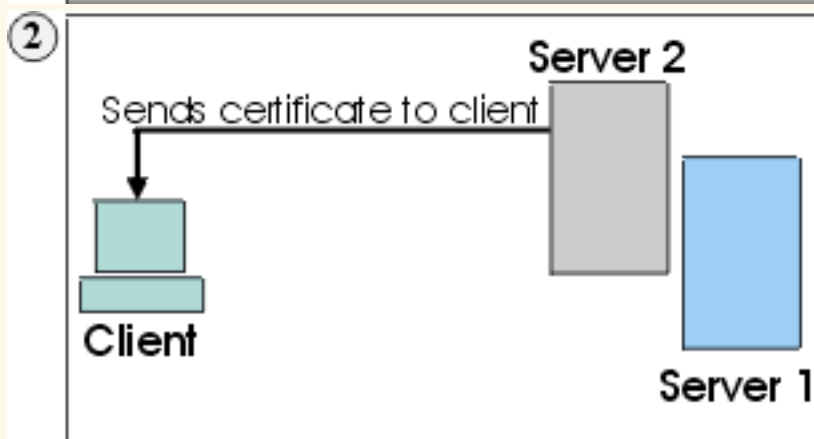 2
Server 2
Sends certificate to client
Client
Server 1